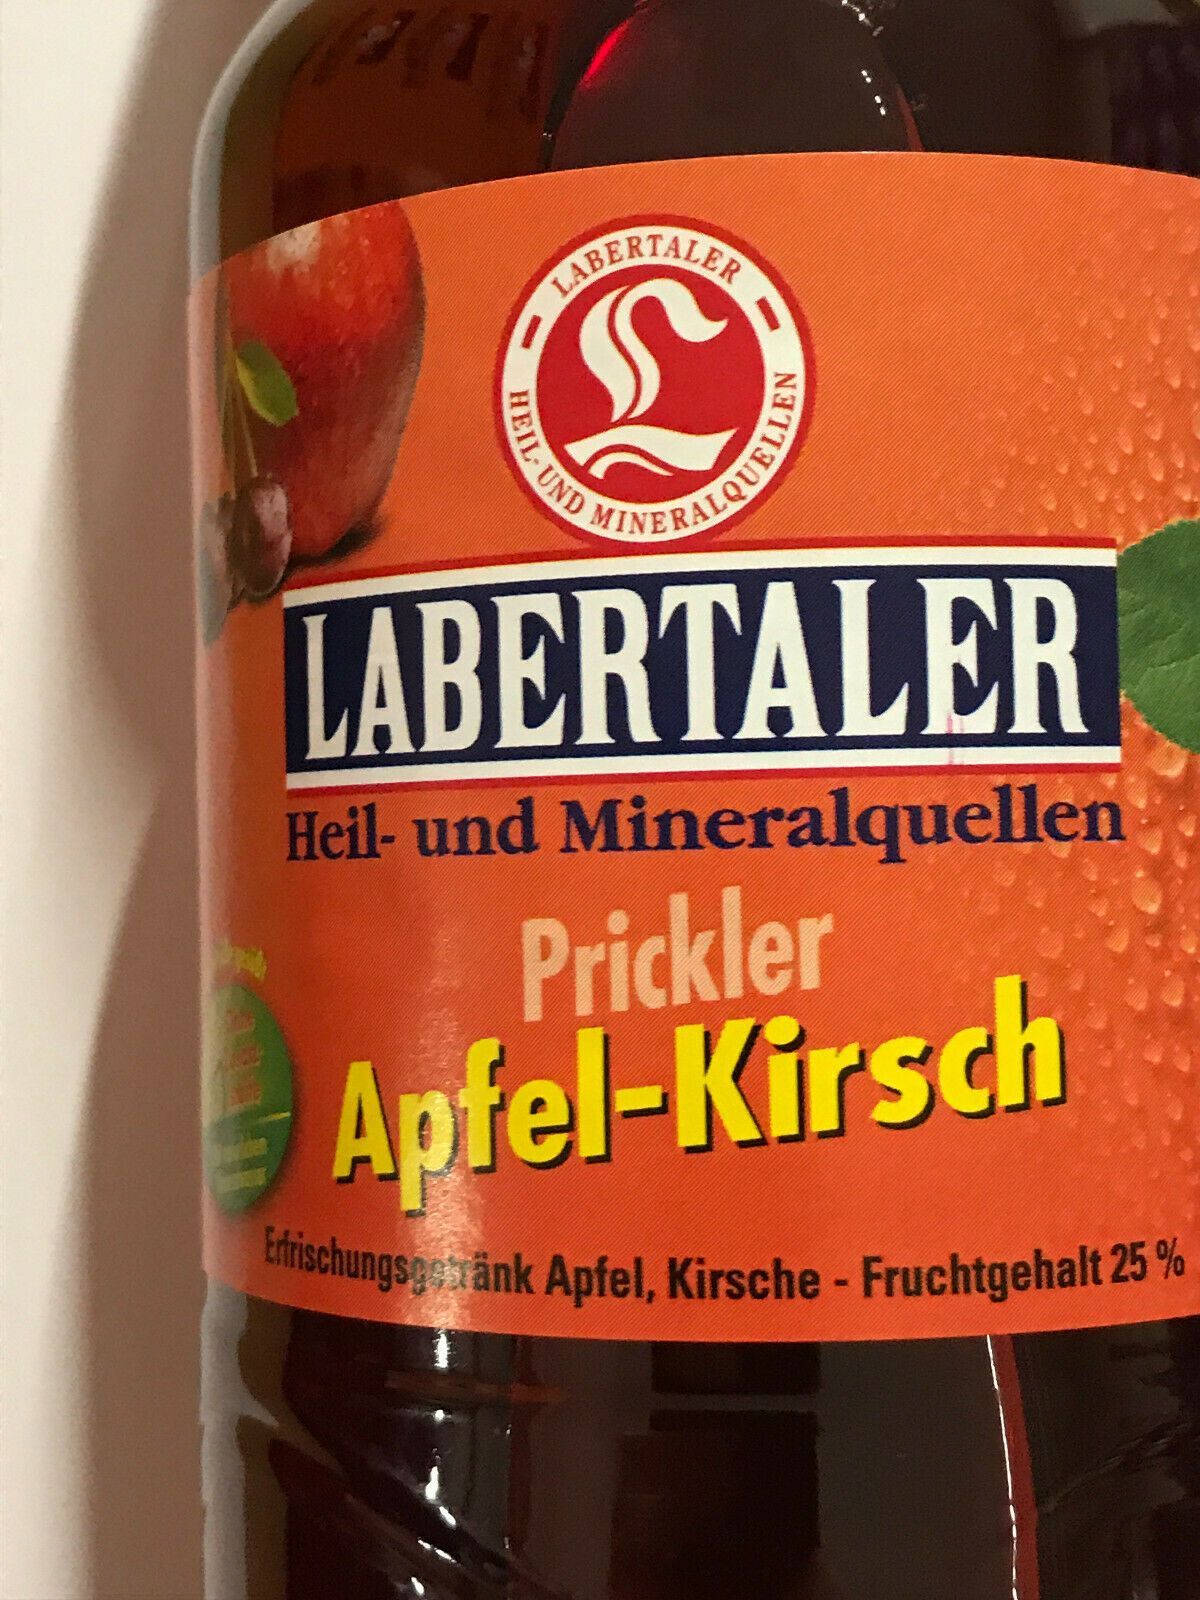 LABERTALER
HEIL- UND MINERALQUELLEN
LABERTALER
Heil- und Mineralquellen
Prickler
Apfel-Kirsch
Erfrischungsgetränk Apfel, Kirsche - Fruchtgehalt 25 %